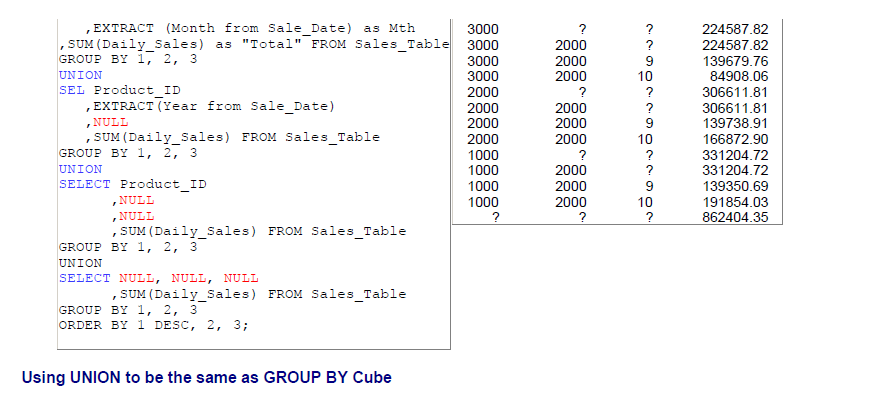 ,EXTRACT (Month from Sale_Date) as Mth
,SUM(Daily_Sales) as "Total" FROM Sales_Table
GROUP BY 1, 2, 3
UNION
SEL Product_ID
,EXTRACT(Year from Sale_Date)
,NULL
,SUM(Daily_Sales) FROM Sales_Table
GROUP BY 1, 2, 3
UNION
SELECT Product_ID
,NULL
,NULL
,SUM(Daily_Sales) FROM Sales_Table
GROUP BY 1, 2, 3
UNION
SELECT NULL, NULL, NULL
,SUM(Daily_Sales) FROM Sales_Table
GROUP BY 1, 2, 3
ORDER BY 1 DESC, 2, 3;
3000 ? ? 224587.82
3000 2000 ? 224587.82
3000 2000 9 139679.76
3000 2000 10 84908.06
2000 ? ? 306611.81
2000 2000 ? 306611.81
2000 2000 9 139738.91
2000 2000 10 166872.90
1000 ? ? 331204.72
1000 2000 ? 331204.72
1000 2000 9 139350.69
1000 2000 10 191854.03
? ? ? 862404.35
Using UNION to be the same as GROUP BY Cube